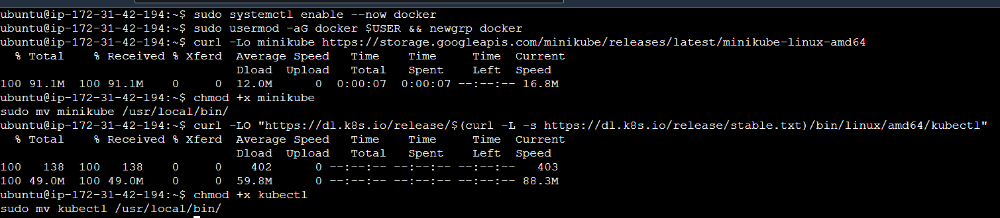 ubuntu@ip-172-31-42-194:~$ sudo systemctl enable --now docker
ubuntu@ip-172-31-42-194:~$ sudo usermod -aG docker $USER && newgrp docker
ubuntu@ip-172-31-42-194:~$ curl -Lo minikube https://storage.googleapis.com/minikube/releases/latest/minikube-linux-amd64
  % Total    % Received % Xferd  Average Speed   Time    Time     Time  Current
                                 Dload  Upload   Total   Spent    Left  Speed
100 91.1M  100 91.1M    0     0  12.0M      0  0:00:07  0:00:07 --:--:-- 16.8M
ubuntu@ip-172-31-42-194:~$ chmod +x minikube
sudo mv minikube /usr/local/bin/
ubuntu@ip-172-31-42-194:~$ curl -LO "https://dl.k8s.io/release/$(curl -L -s https://dl.k8s.io/release/stable.txt)/bin/linux/amd64/kubectl"
  % Total    % Received % Xferd  Average Speed   Time    Time     Time  Current
                                 Dload  Upload   Total   Spent    Left  Speed
100   138  100   138    0     0    402      0 --:--:-- --:--:-- --:--:--   403
100 49.0M  100 49.0M    0     0  59.8M      0 --:--:-- --:--:-- --:--:-- 88.3M
ubuntu@ip-172-31-42-194:~$ chmod +x kubectl
sudo mv kubectl /usr/local/bin/